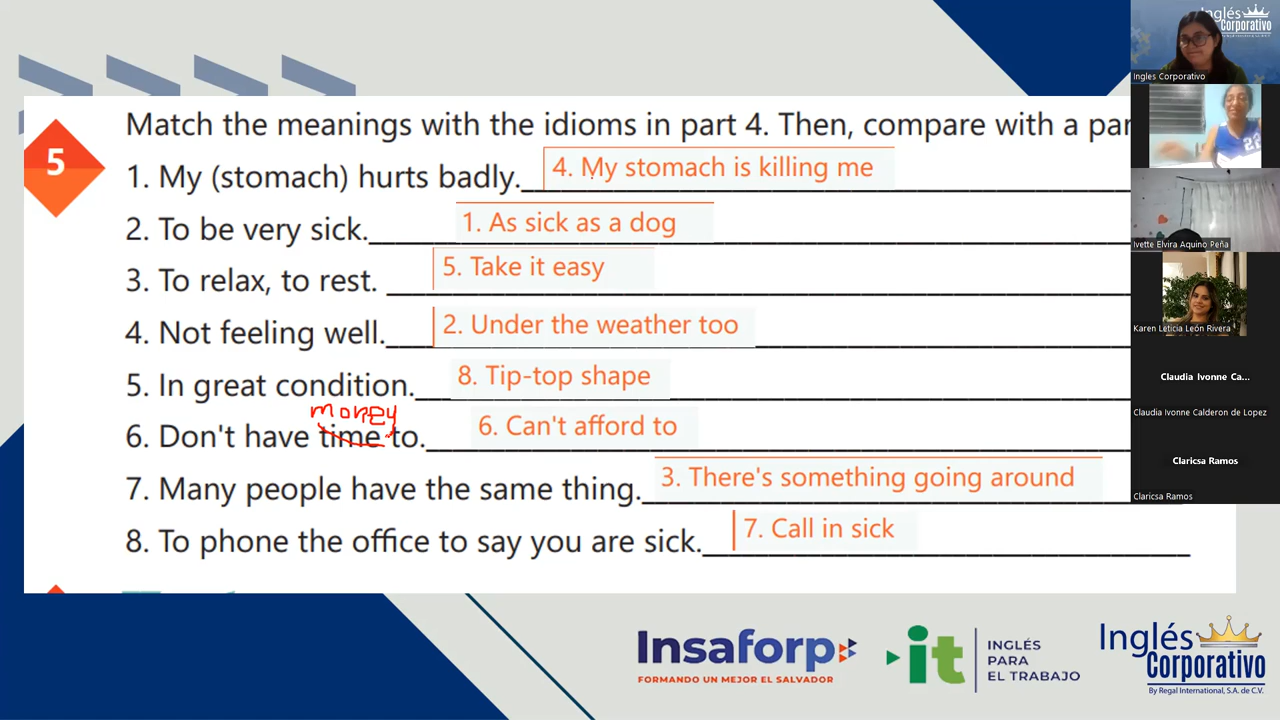 5
Match the meanings with the idioms in part 4. Then, compare with a par
1. My (stomach) hurts badly. 4. My stomach is killing me
2. To be very sick. 1. As sick as a dog
3. To relax, to rest. 5. Take it easy
4. Not feeling well. 2. Under the weather too
5. In great condition. 8. Tip-top shape
money
6. Don't have time to. 6. Can't afford to
7. Many people have the same thing. 3. There's something going around
8. To phone the office to say you are sick. 7. Call in sick
Inglés
Corporativo
Ingles Corporativo
22
Ivette Elvira Aquino Peña
Karen Leticia León Rivera
Claudia Ivonne Ca...
Claudia Ivonne Calderon de Lopez
Claricsa Ramos
Claricsa Ramos
Insaforp
FORMANDO UN MEJOR EL SALVADOR
it
INGLÉS
PARA
EL TRABAJO
Inglés
Corporativo
By Regal International, S.A. de C.V.